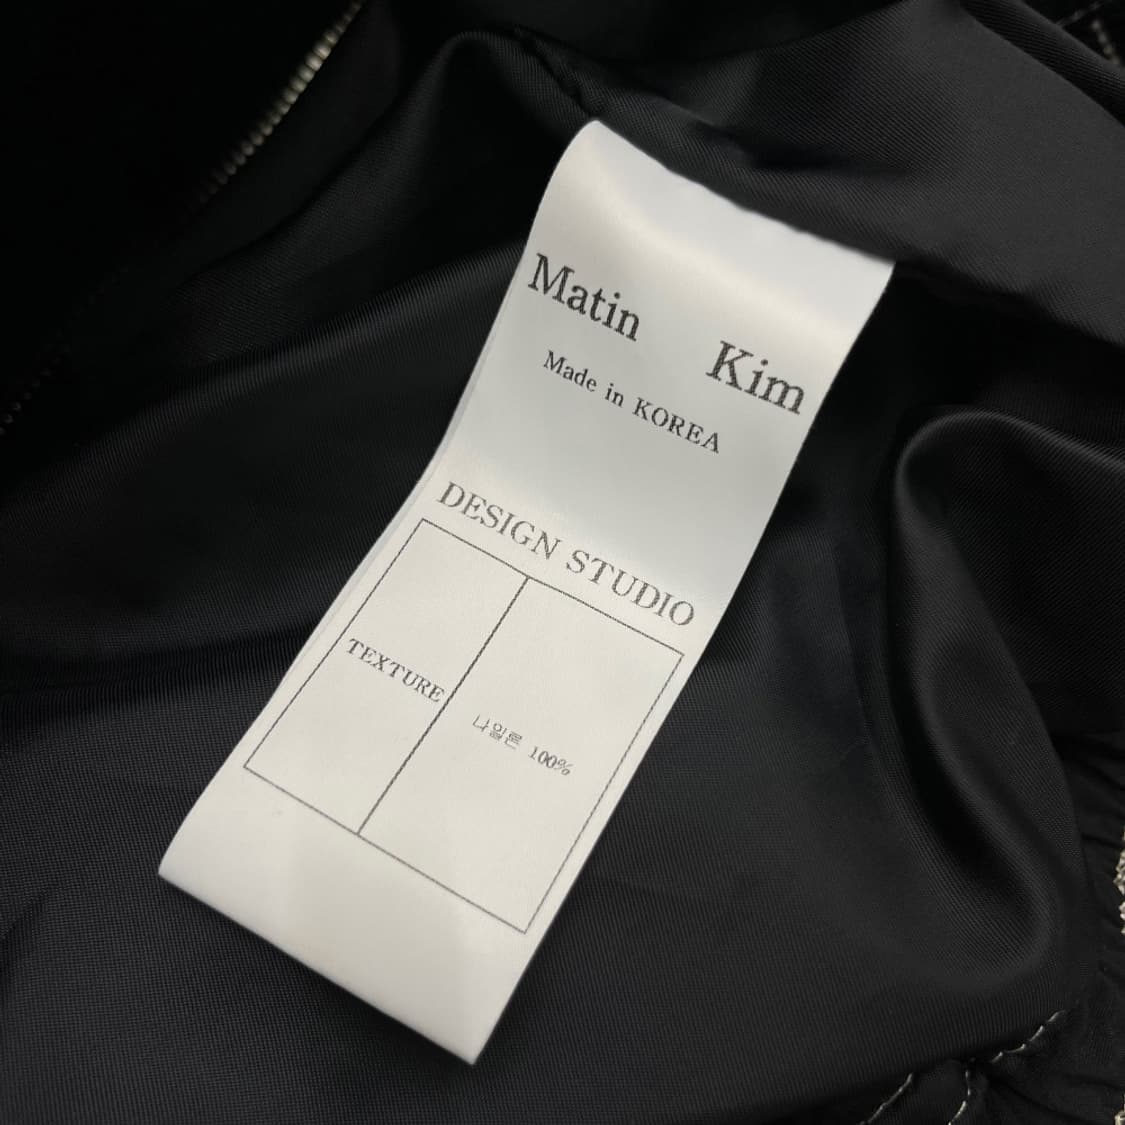 Matin Kim
Made in KOREA
DESIGN STUDIO
TEXTURE
나일론 100%